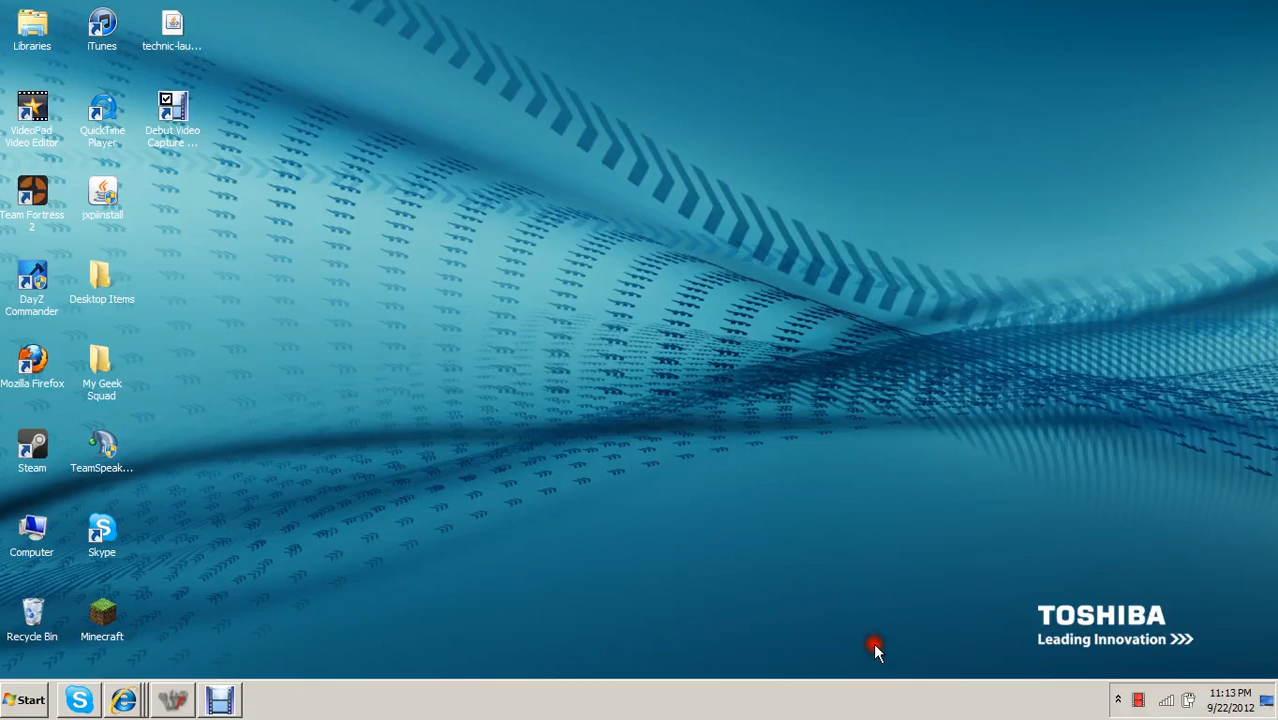 Libraries
iTunes
technic-lau...
VideoPad
Video Editor
QuickTime
Player
Debut Video
Capture ...
Team Fortress
2
jxpiinstall
DayZ
Commander
Desktop Items
Mozilla Firefox
My Geek
Squad
Steam
TeamSpeak...
Computer
Skype
Recycle Bin
Minecraft
TOSHIBA
Leading Innovation >>>
Start
11:13 PM
9/22/2012